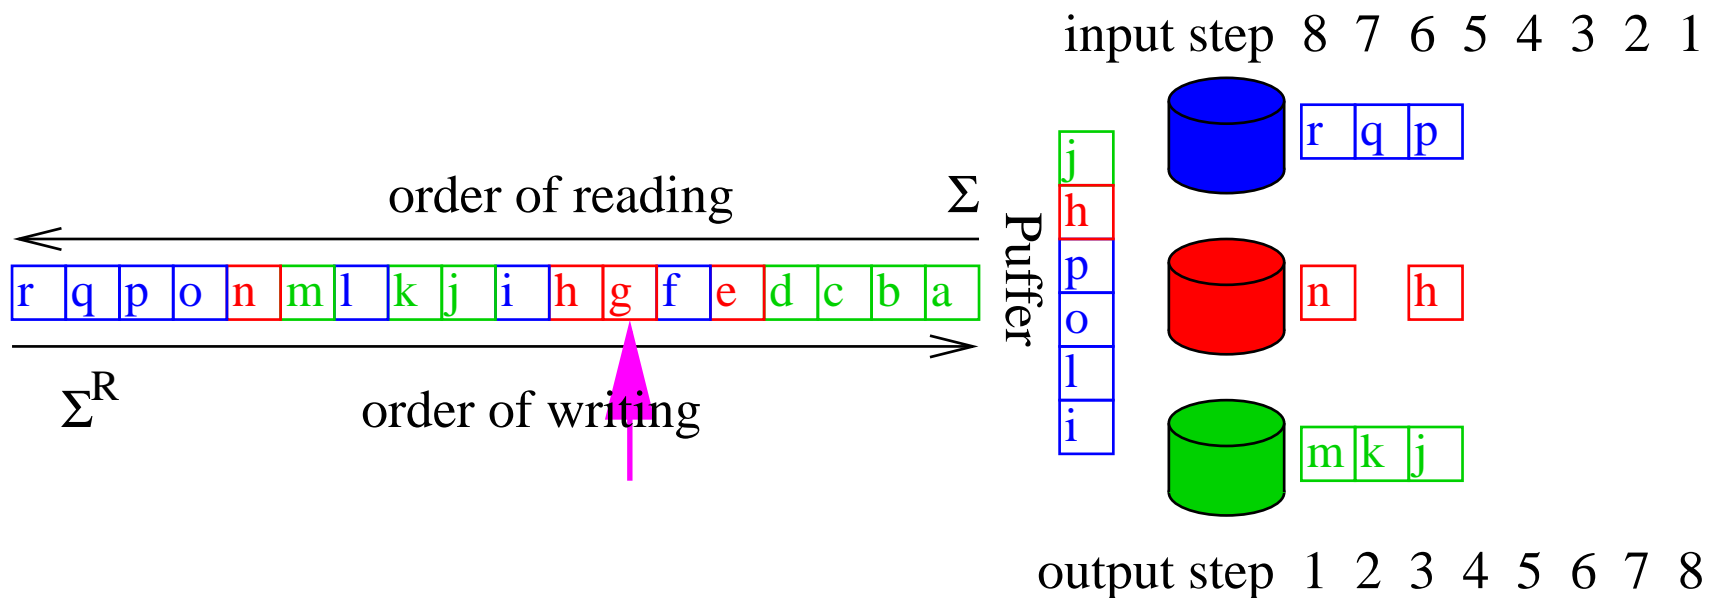 input step 8 7 6 5 4 3 2 1
r q p
j
h
p
o
l
i
Puffer
order of reading Σ
r q p o n m l k j i h g f e d c b a
n h
Σ^R order of writing
m k j
output step 1 2 3 4 5 6 7 8